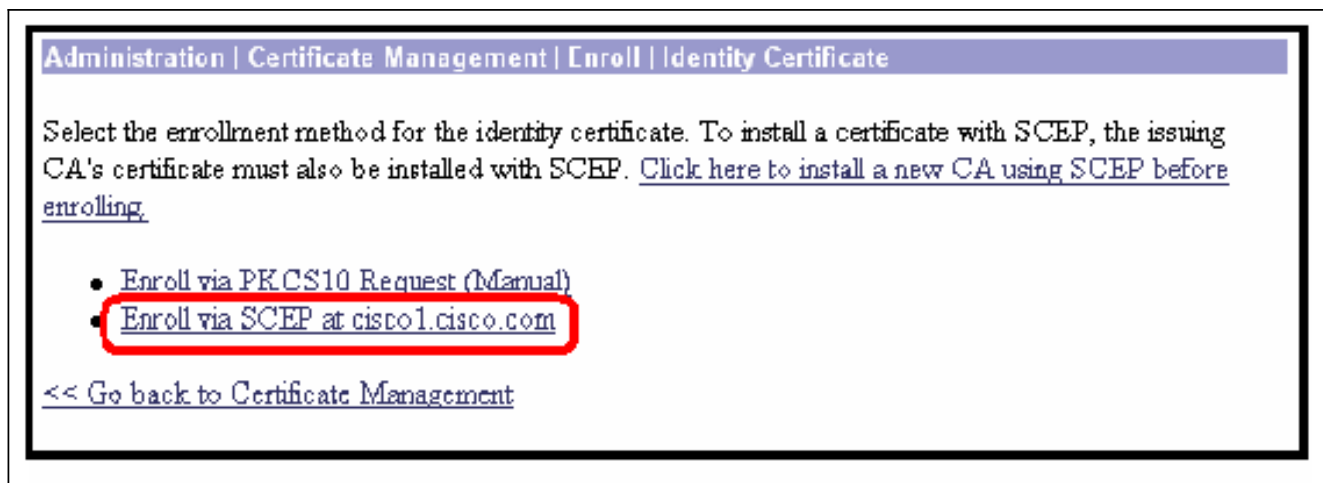 Administration | Certificate Management | Enroll | Identity Certificate
Select the enrollment method for the identity certificate. To install a certificate with SCEP, the issuing
CA's certificate must also be installed with SCEP. Click here to install a new CA using SCEP before
enrolling.
• Enroll via PKCS10 Request (Manual)
• Enroll via SCEP at cisco1.cisco.com
<< Go back to Certificate Management